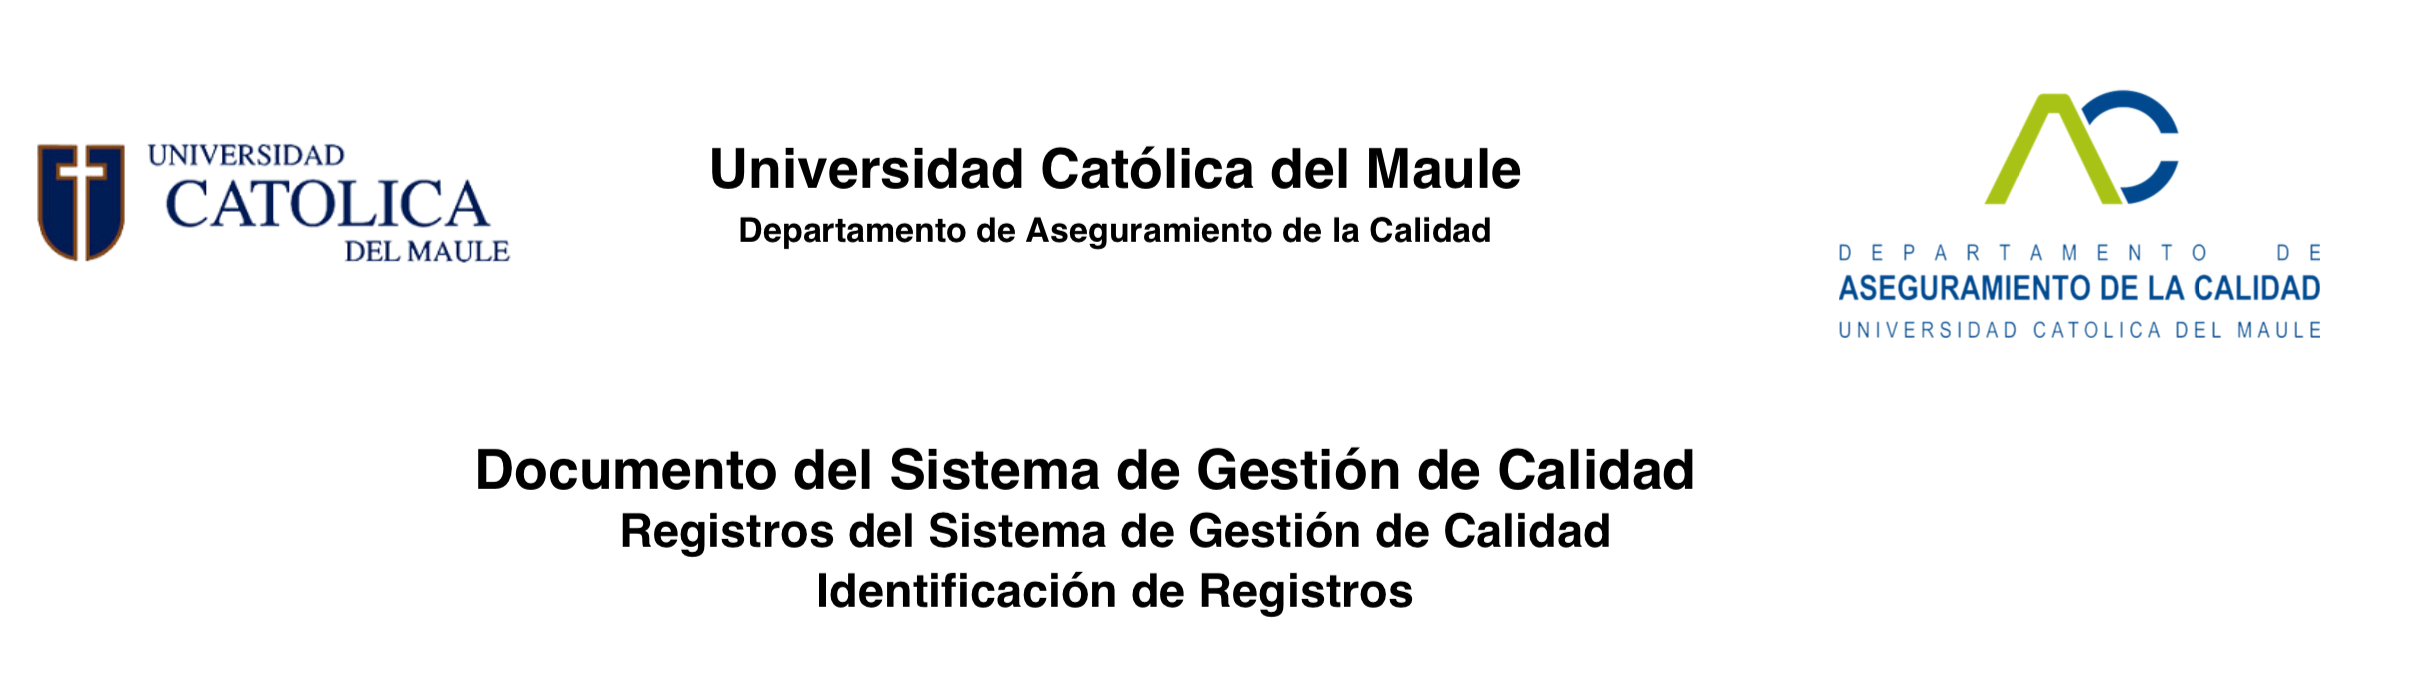 UNIVERSIDAD
CATOLICA
DEL MAULE
Universidad Católica del Maule
Departamento de Aseguramiento de la Calidad
AC
DEPARTAMENTO DE
ASEGURAMIENTO DE LA CALIDAD
UNIVERSIDAD CATOLICA DEL MAULE
Documento del Sistema de Gestión de Calidad
Registros del Sistema de Gestión de Calidad
Identificación de Registros